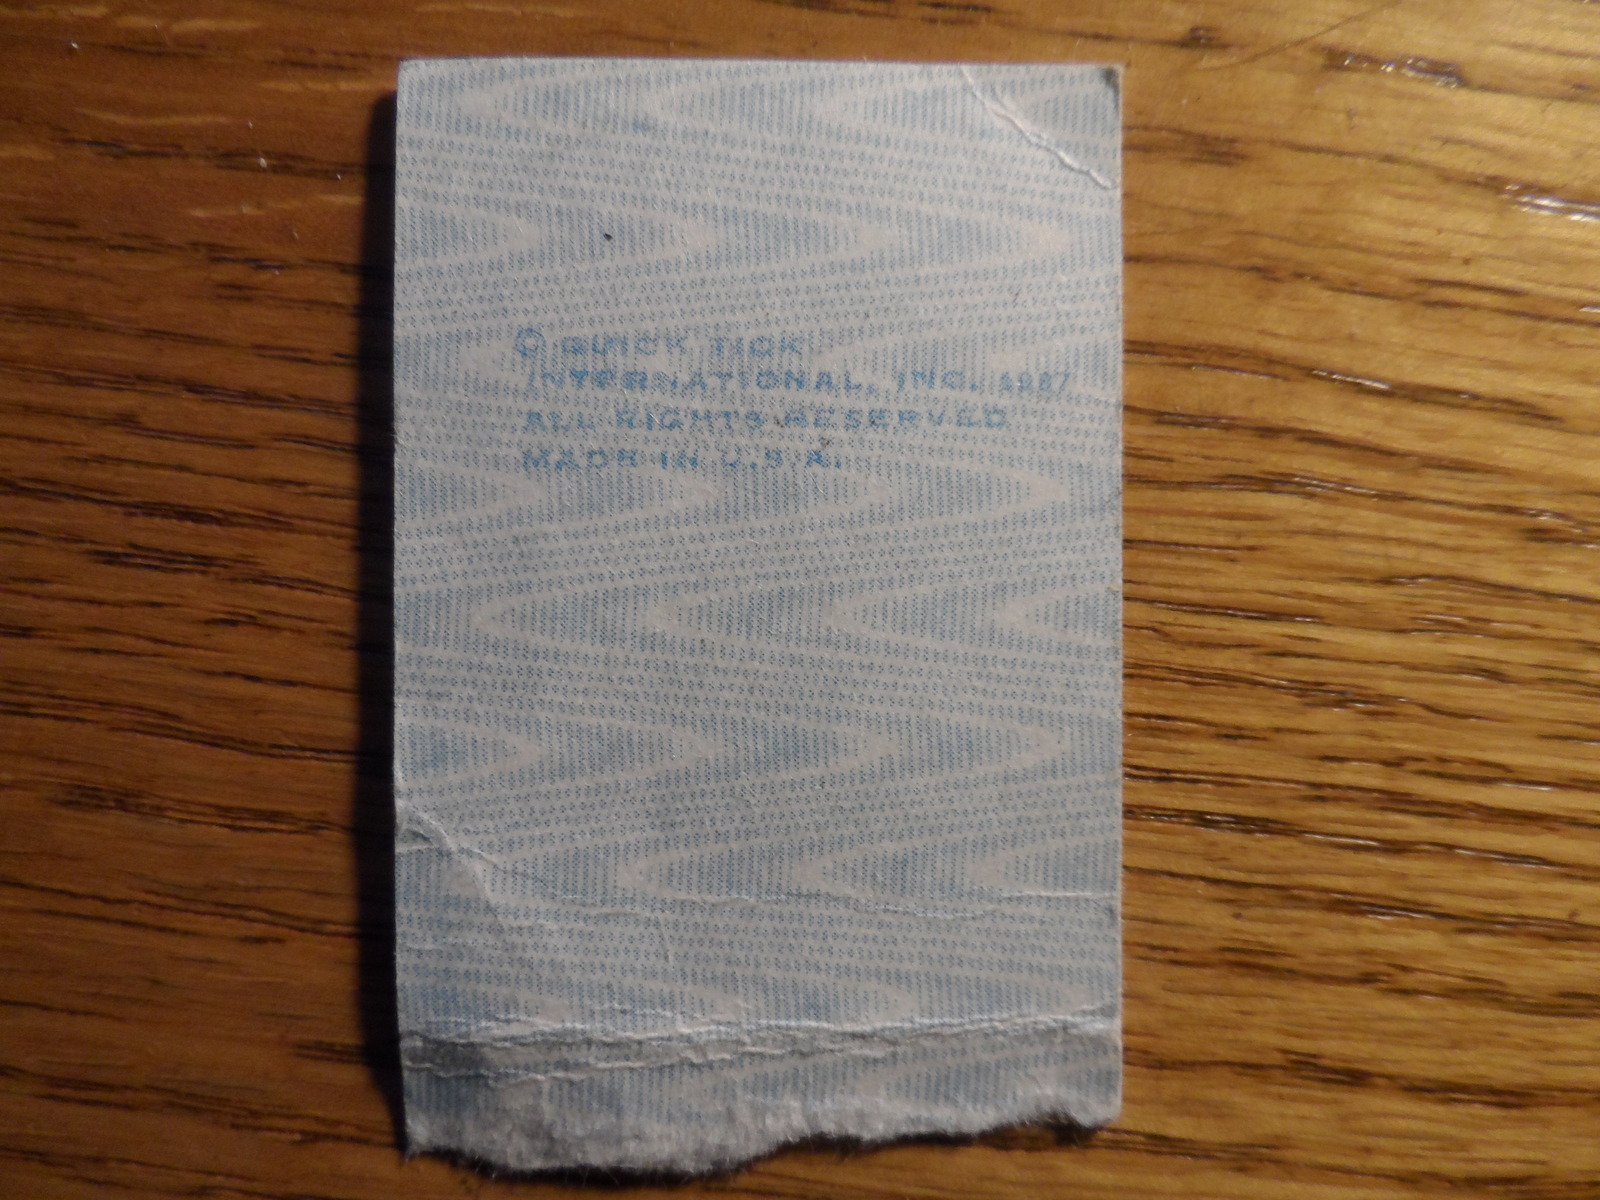 © QUICK TICK
INTERNATIONAL, INC. 1987
ALL RIGHTS RESERVED
MADE IN U.S.A.